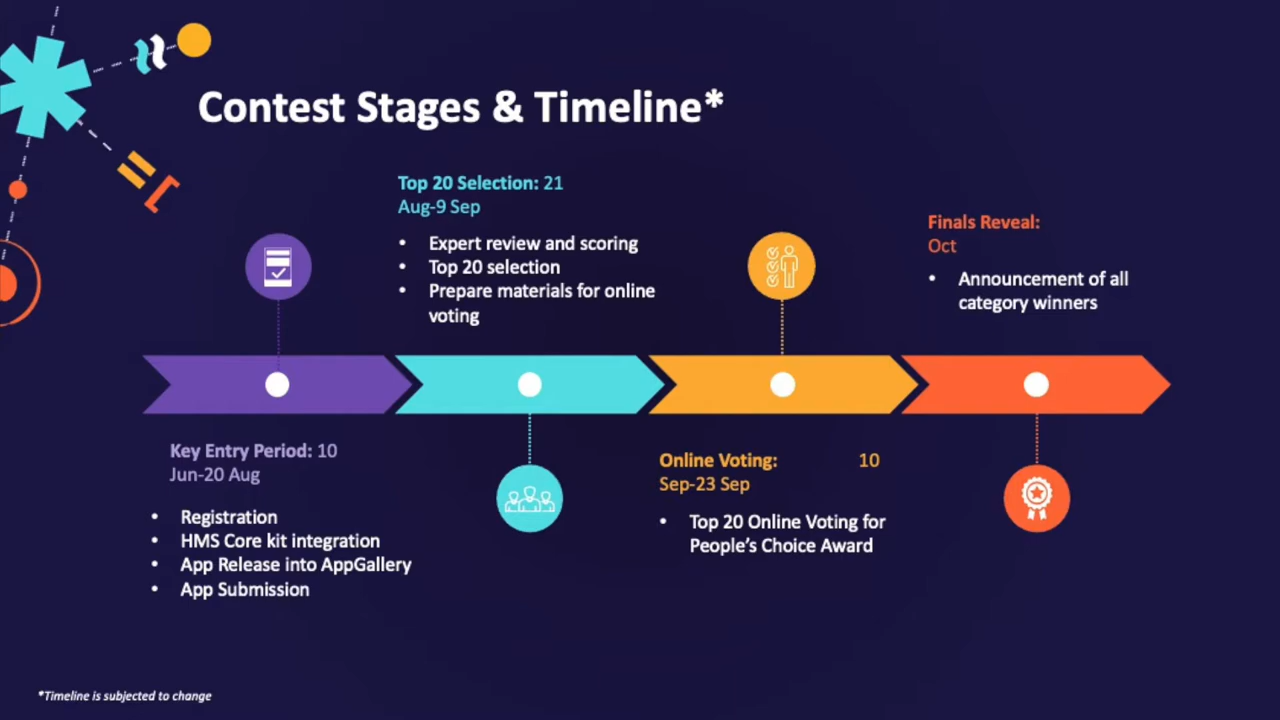 Contest Stages & Timeline*
Top 20 Selection: 21
Aug-9 Sep
• Expert review and scoring
• Top 20 selection
• Prepare materials for online
voting
Finals Reveal:
Oct
• Announcement of all
category winners
Key Entry Period: 10
Jun-20 Aug
• Registration
• HMS Core kit integration
• App Release into AppGallery
• App Submission
Online Voting: 10
Sep-23 Sep
• Top 20 Online Voting for
People's Choice Award
*Timeline is subjected to change